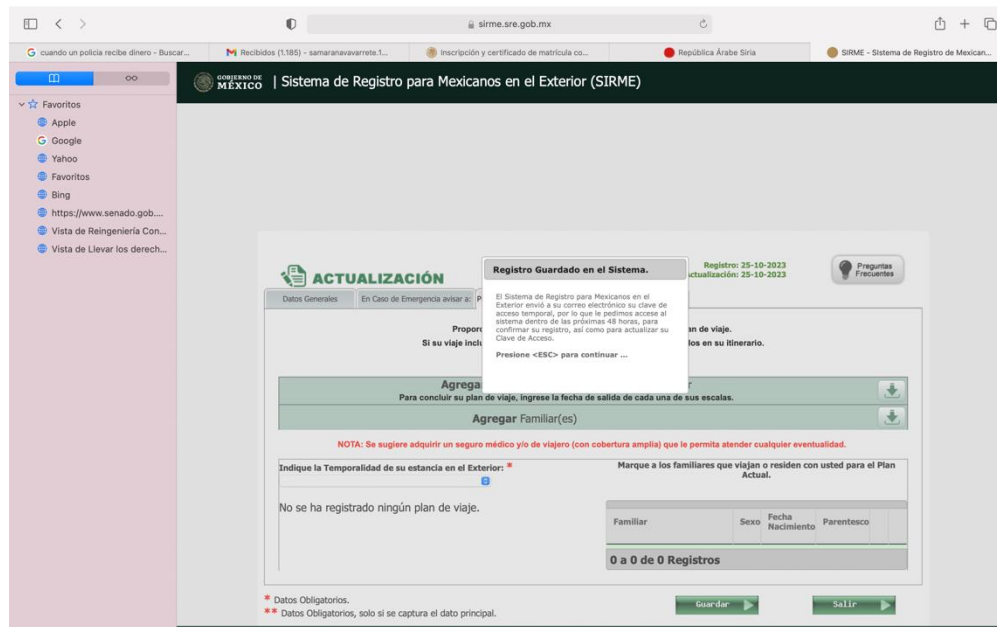 sirme.sre.gob.mx
cuando un policia recibe dinero - Buscar...
Recibidos (1.185) - samaranavavarrete.1...
Inscripción y certificado de matrícula co...
República Árabe Siria
SIRME - SIstema de Registro de Mexican...
GOBIERNO DE MÉXICO | Sistema de Registro para Mexicanos en el Exterior (SIRME)
Favoritos
Apple
Google
Yahoo
Favoritos
Bing
https://www.senado.gob....
Vista de Reingeniería Con...
Vista de Llevar los derech...
ACTUALIZACIÓN
Registro: 25-10-2023
ctualización: 25-10-2023
Preguntas
Frecuentes
Datos Generales
En Caso de Emergencia avisar a:
P
Registro Guardado en el Sistema.
El Sistema de Registro para Mexicanos en el
Exterior envió a su correo electrónico su clave de
acceso temporal, por lo que le pedimos accese al
sistema dentro de las próximas 48 horas, para
confirmar su registro, así como para actualizar su
Clave de Acceso.
Presione <ESC> para continuar ...
Propor
an de viaje.
Si su viaje inclu
los en su itinerario.
Agrega
r
Para concluir su plan de viaje, ingrese la fecha de salida de cada una de sus escalas.
Agregar Familiar(es)
NOTA: Se sugiere adquirir un seguro médico y/o de viajero (con cobertura amplia) que le permita atender cualquier eventualidad.
Indique la Temporalidad de su estancia en el Exterior: *
No se ha registrado ningún plan de viaje.
Marque a los familiares que viajan o residen con usted para el Plan
Actual.
Familiar
Sexo
Fecha
Nacimiento
Parentesco
0 a 0 de 0 Registros
* Datos Obligatorios.
** Datos Obligatorios, solo si se captura el dato principal.
Guardar
Salir